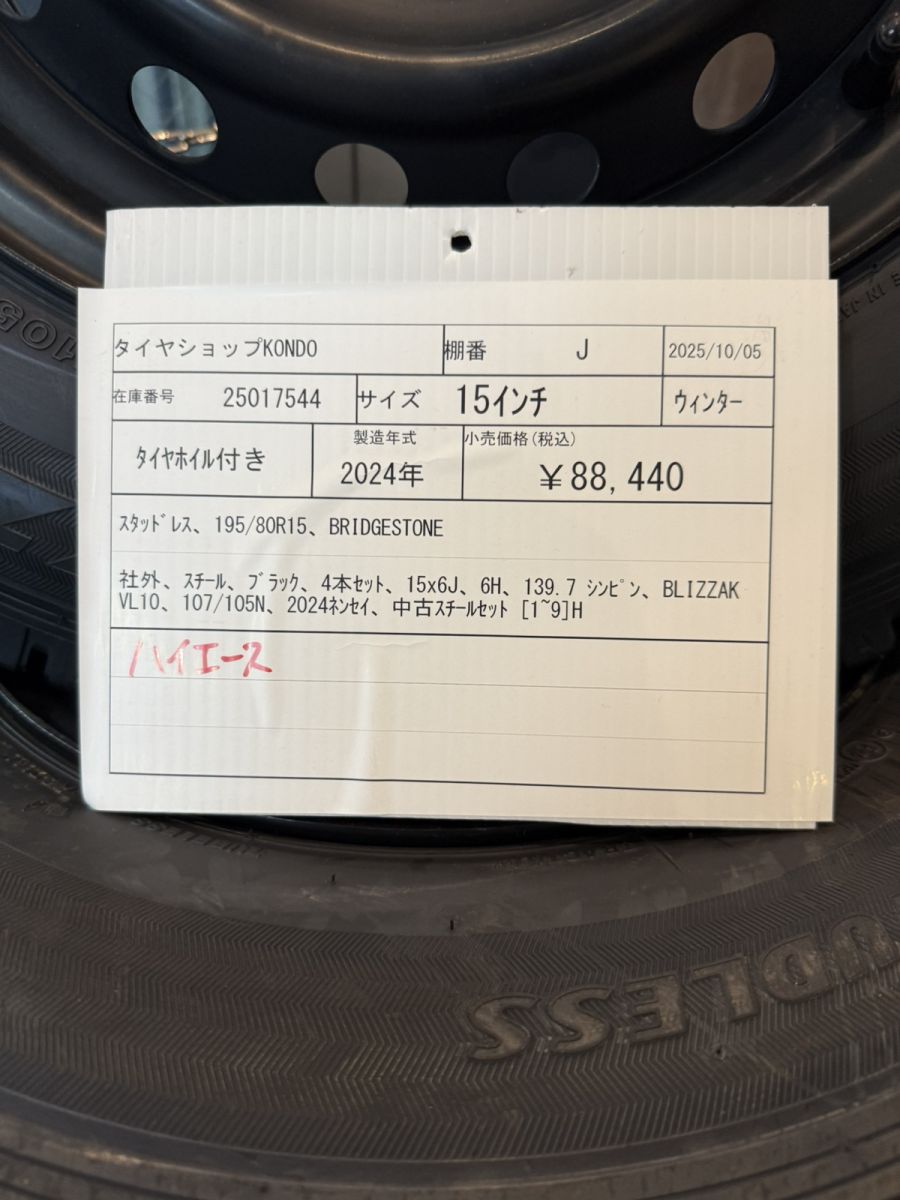 タイヤショップKONDO 棚番 J 2025/10/05
在庫番号 25017544 サイズ 15インチ ウィンター
タイヤホイル付き 製造年式 2024年 小売価格(税込) ¥88,440
スタッドレス、195/80R15、BRIDGESTONE
社外、スチール、ブラック、4本セット、15x6J、6H、139.7 シンピン、BLIZZAK
VL10、107/105N、2024ネンセイ、中古スチールセット [1~9]H
ハイエース
UDLESS